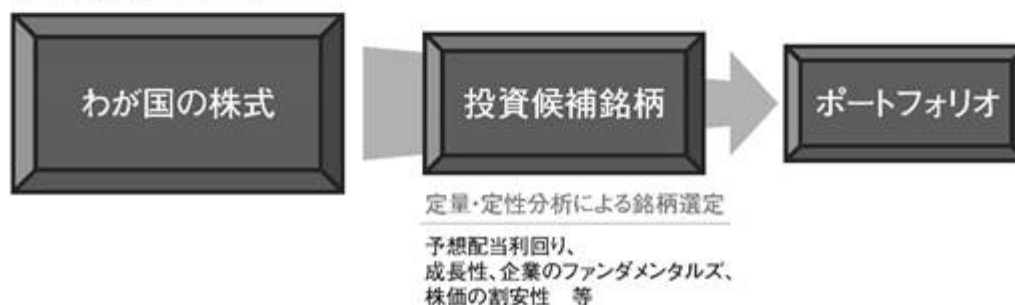 わが国の株式
投資候補銘柄
ポートフォリオ
定量・定性分析による銘柄選定
予想配当利回り、
成長性、企業のファンダメンタルズ、
株価の割安性　等